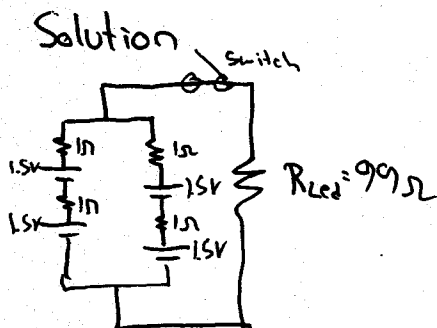 Solution
Switch
1Ω 1Ω
1.5V 1.5V
1Ω 1Ω
1.5V 1.5V
R_Led = 99Ω